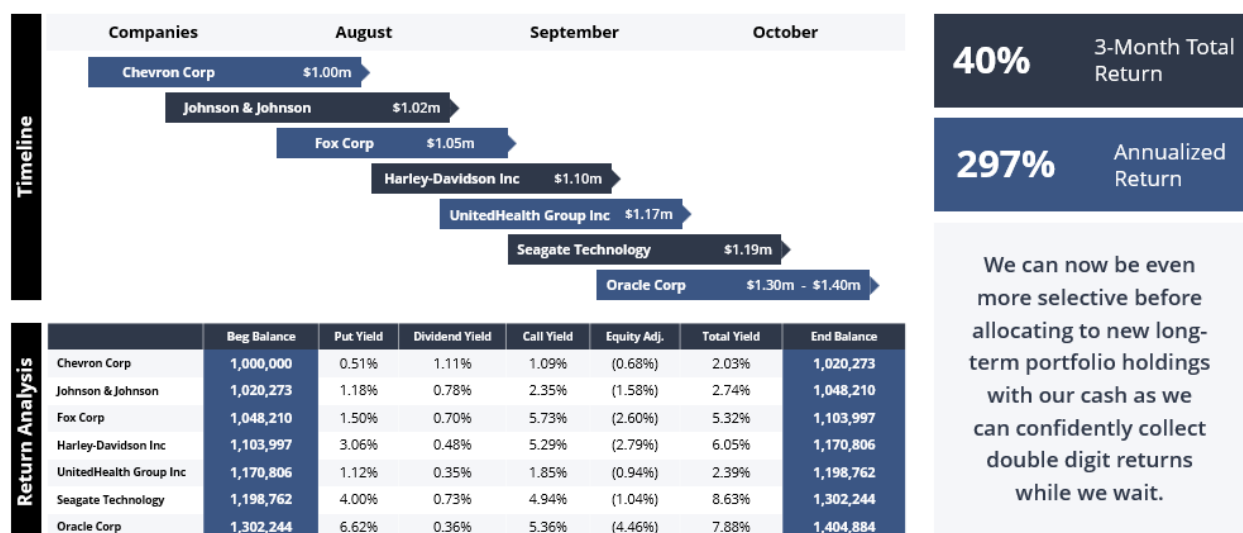 Timeline
Companies August September October
Chevron Corp $1.00m
Johnson & Johnson $1.02m
Fox Corp $1.05m
Harley-Davidson Inc $1.10m
UnitedHealth Group Inc $1.17m
Seagate Technology $1.19m
Oracle Corp $1.30m - $1.40m
Return Analysis
Beg Balance Put Yield Dividend Yield Call Yield Equity Adj. Total Yield End Balance
Chevron Corp 1,000,000 0.51% 1.11% 1.09% (0.68%) 2.03% 1,020,273
Johnson & Johnson 1,020,273 1.18% 0.78% 2.35% (1.58%) 2.74% 1,048,210
Fox Corp 1,048,210 1.50% 0.70% 5.73% (2.60%) 5.32% 1,103,997
Harley-Davidson Inc 1,103,997 3.06% 0.48% 5.29% (2.79%) 6.05% 1,170,806
UnitedHealth Group Inc 1,170,806 1.12% 0.35% 1.85% (0.94%) 2.39% 1,198,762
Seagate Technology 1,198,762 4.00% 0.73% 4.94% (1.04%) 8.63% 1,302,244
Oracle Corp 1,302,244 6.62% 0.36% 5.36% (4.46%) 7.88% 1,404,884
40% 3-Month Total
Return
297% Annualized
Return
We can now be even
more selective before
allocating to new long-
term portfolio holdings
with our cash as we
can confidently collect
double digit returns
while we wait.